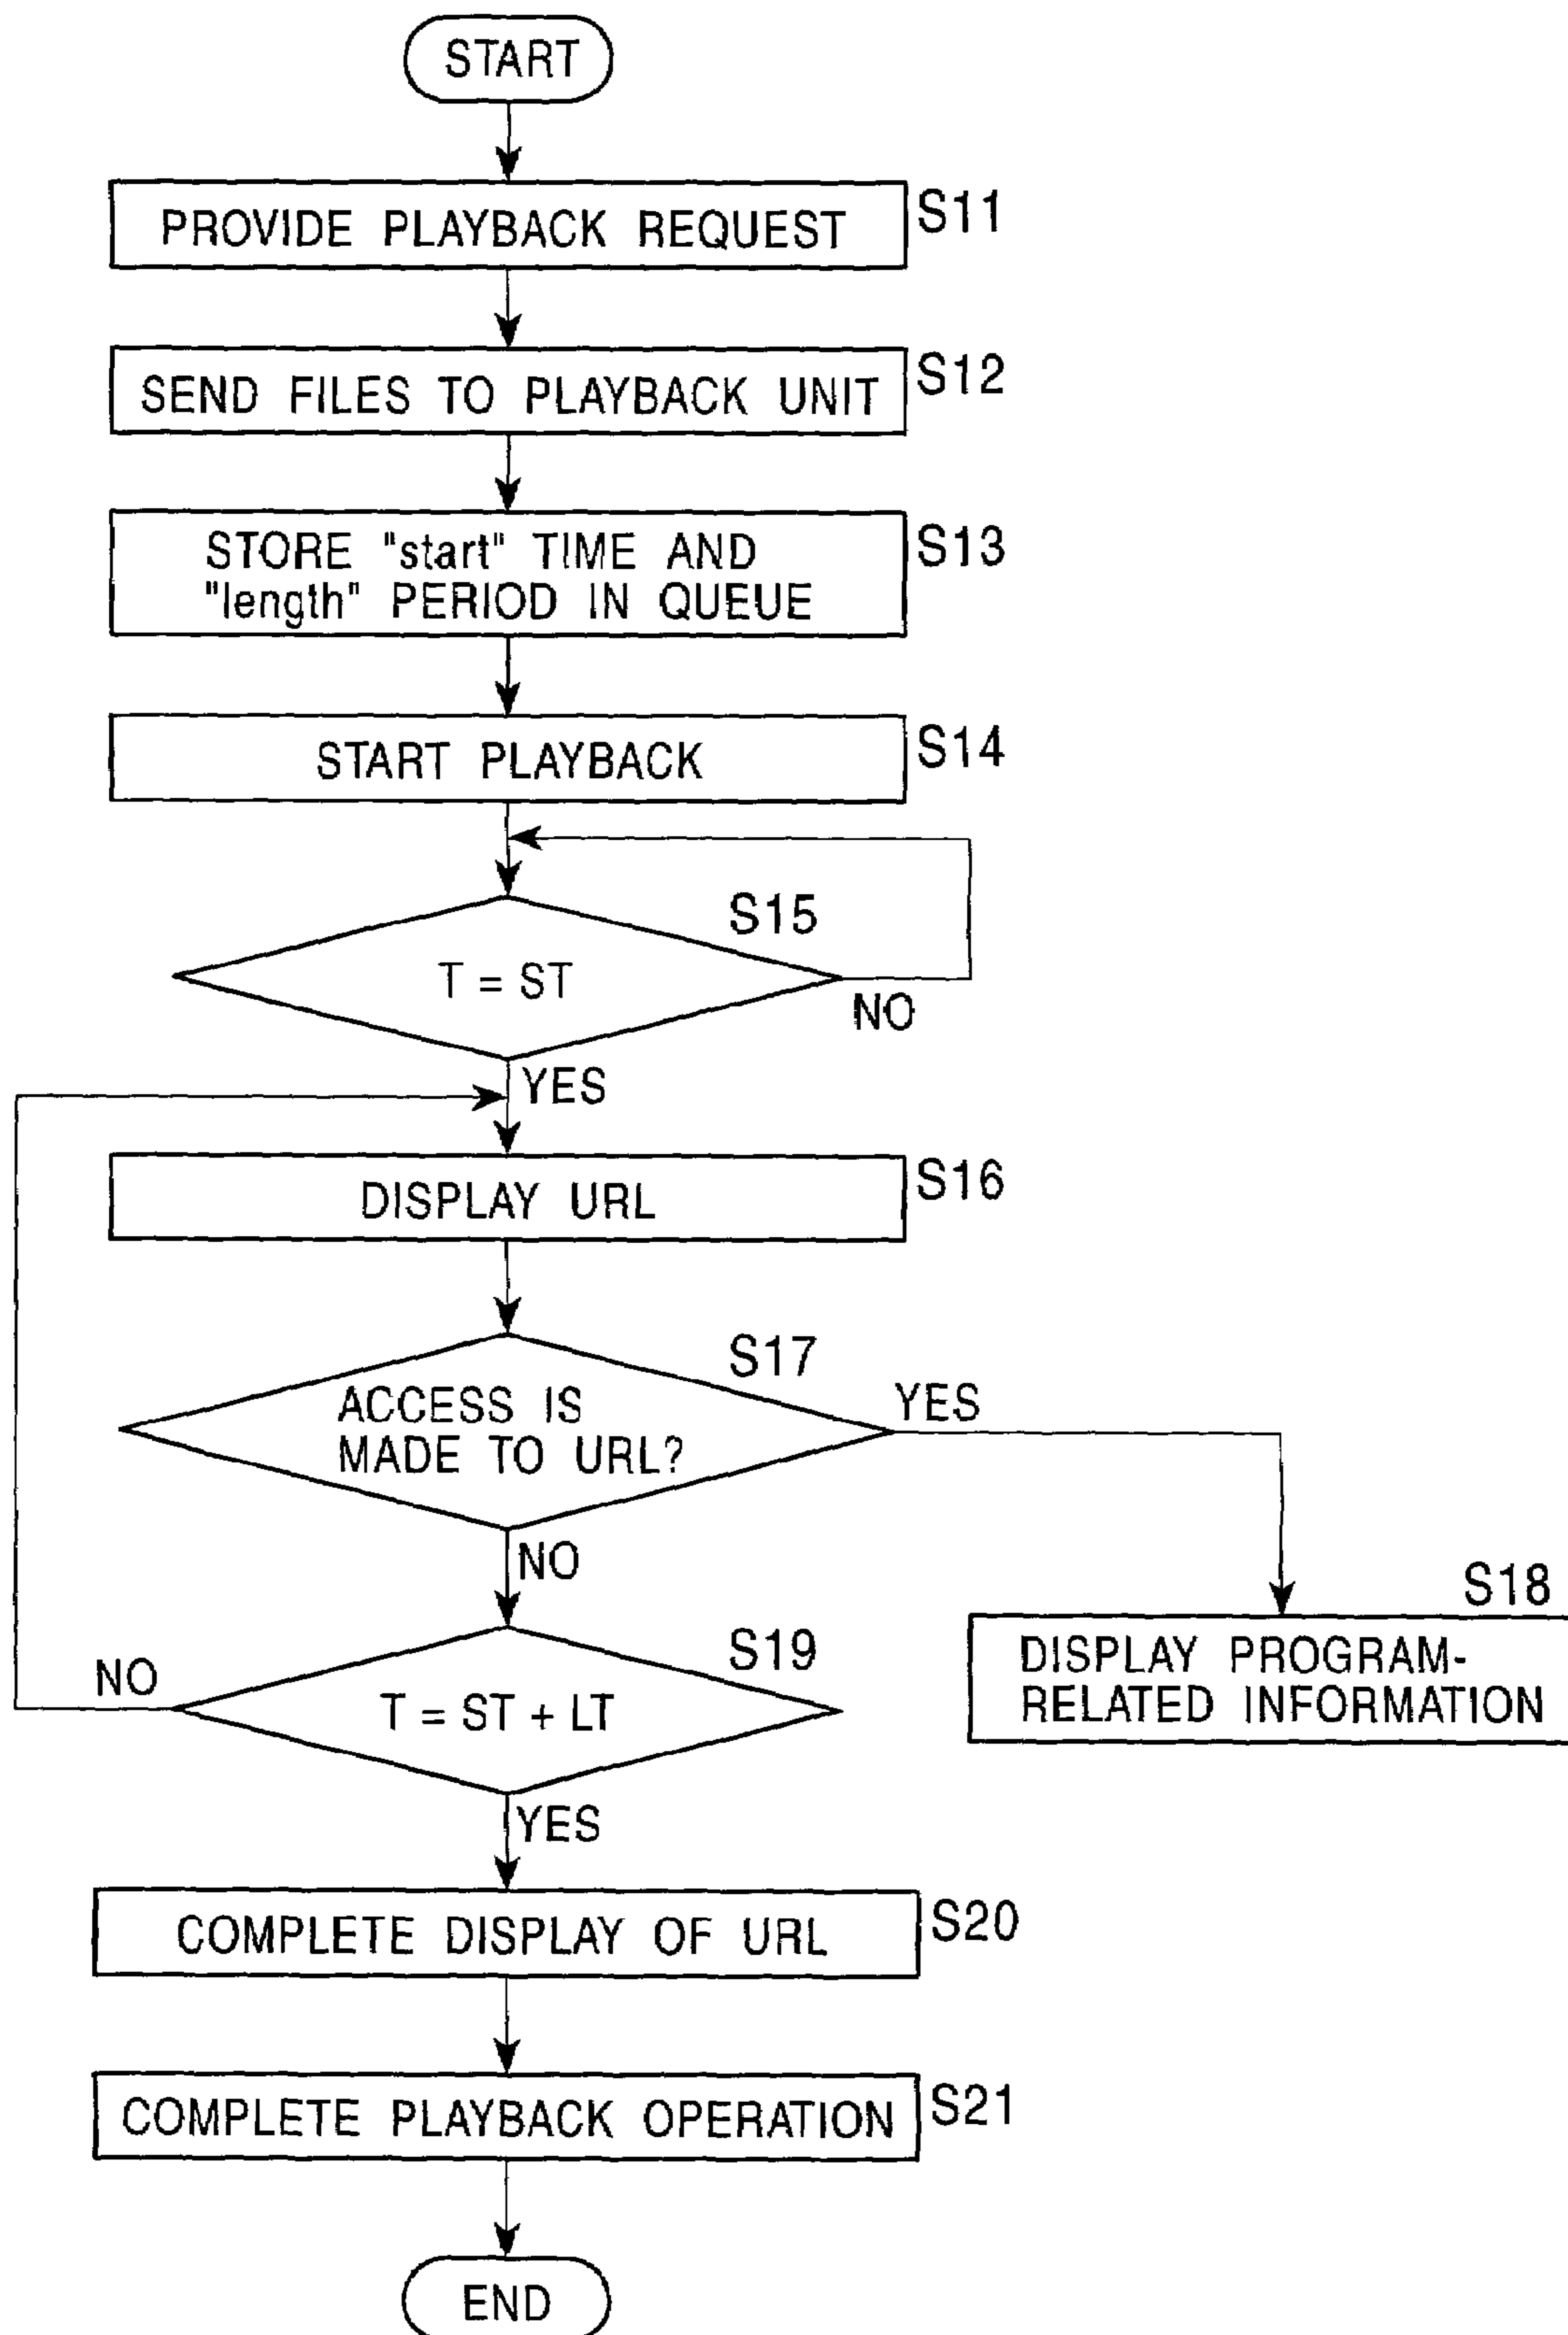 START
PROVIDE PLAYBACK REQUEST
S11
SEND FILES TO PLAYBACK UNIT
S12
STORE "start" TIME AND
"length" PERIOD IN QUEUE
S13
START PLAYBACK
S14
S15
T = ST
NO
YES
DISPLAY URL
S16
S17
ACCESS IS
MADE TO URL?
YES
NO
S18
DISPLAY PROGRAM-
RELATED INFORMATION
S19
T = ST + LT
NO
YES
COMPLETE DISPLAY OF URL
S20
COMPLETE PLAYBACK OPERATION
S21
END